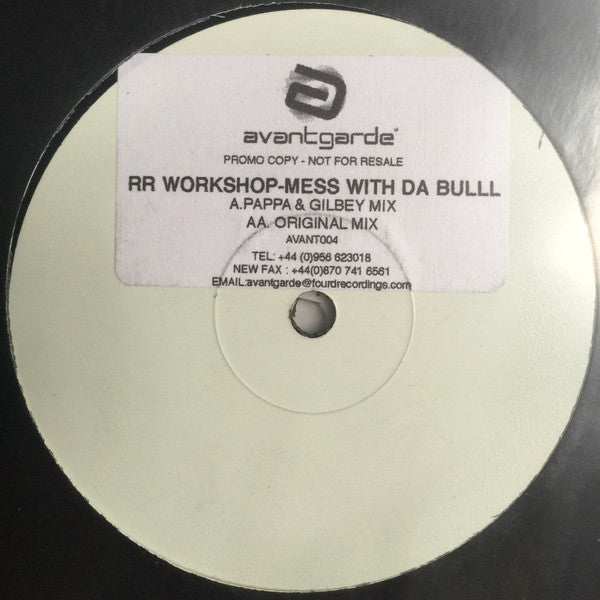 avantgarde
PROMO COPY - NOT FOR RESALE
RR WORKSHOP-MESS WITH DA BULLL
A.PAPPA & GILBEY MIX
AA. ORIGINAL MIX
AVANT004
TEL: +44 (0)956 623018
NEW FAX : +44(0)870 741 6561
EMAIL:avantgarde@fourdrecordings.com